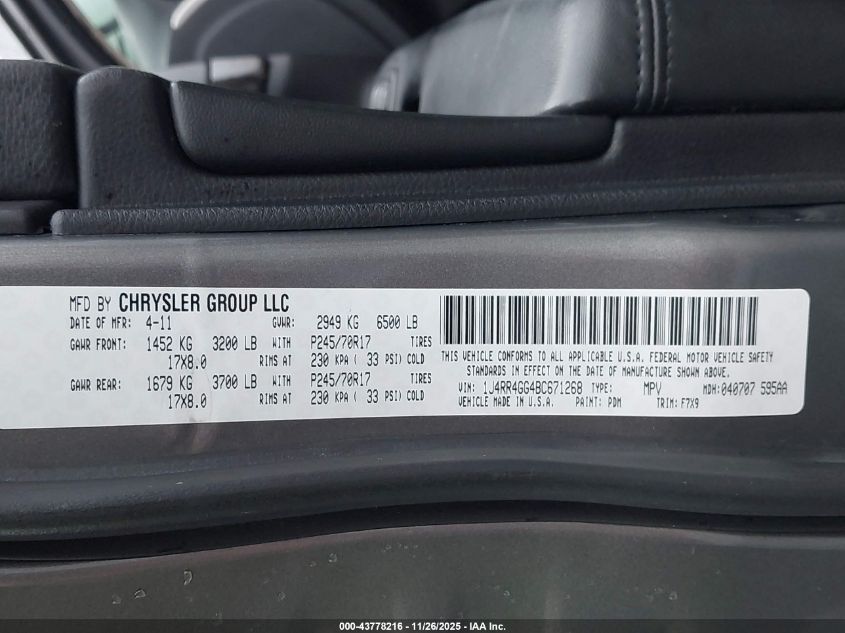 MFD BY CHRYSLER GROUP LLC
DATE OF MFR: 4-11 GVWR: 2949 KG 6500 LB
GAWR FRONT: 1452 KG 3200 LB WITH P245/70R17 TIRES
17X8.0 RIMS AT 230 KPA ( 33 PSI) COLD
GAWR REAR: 1679 KG 3700 LB WITH P245/70R17 TIRES
17X8.0 RIMS AT 230 KPA ( 33 PSI) COLD
THIS VEHICLE CONFORMS TO ALL APPLICABLE U.S.A. FEDERAL MOTOR VEHICLE SAFETY
STANDARDS IN EFFECT ON THE DATE OF MANUFACTURE SHOWN ABOVE.
VIN: 1J4RR4GG4BC671268 TYPE: MPV MDH: 040707 595AA
VEHICLE MADE IN U.S.A. PAINT: PDM TRIM: F7X9
000-43778216 - 11/26/2025 - IAA Inc.